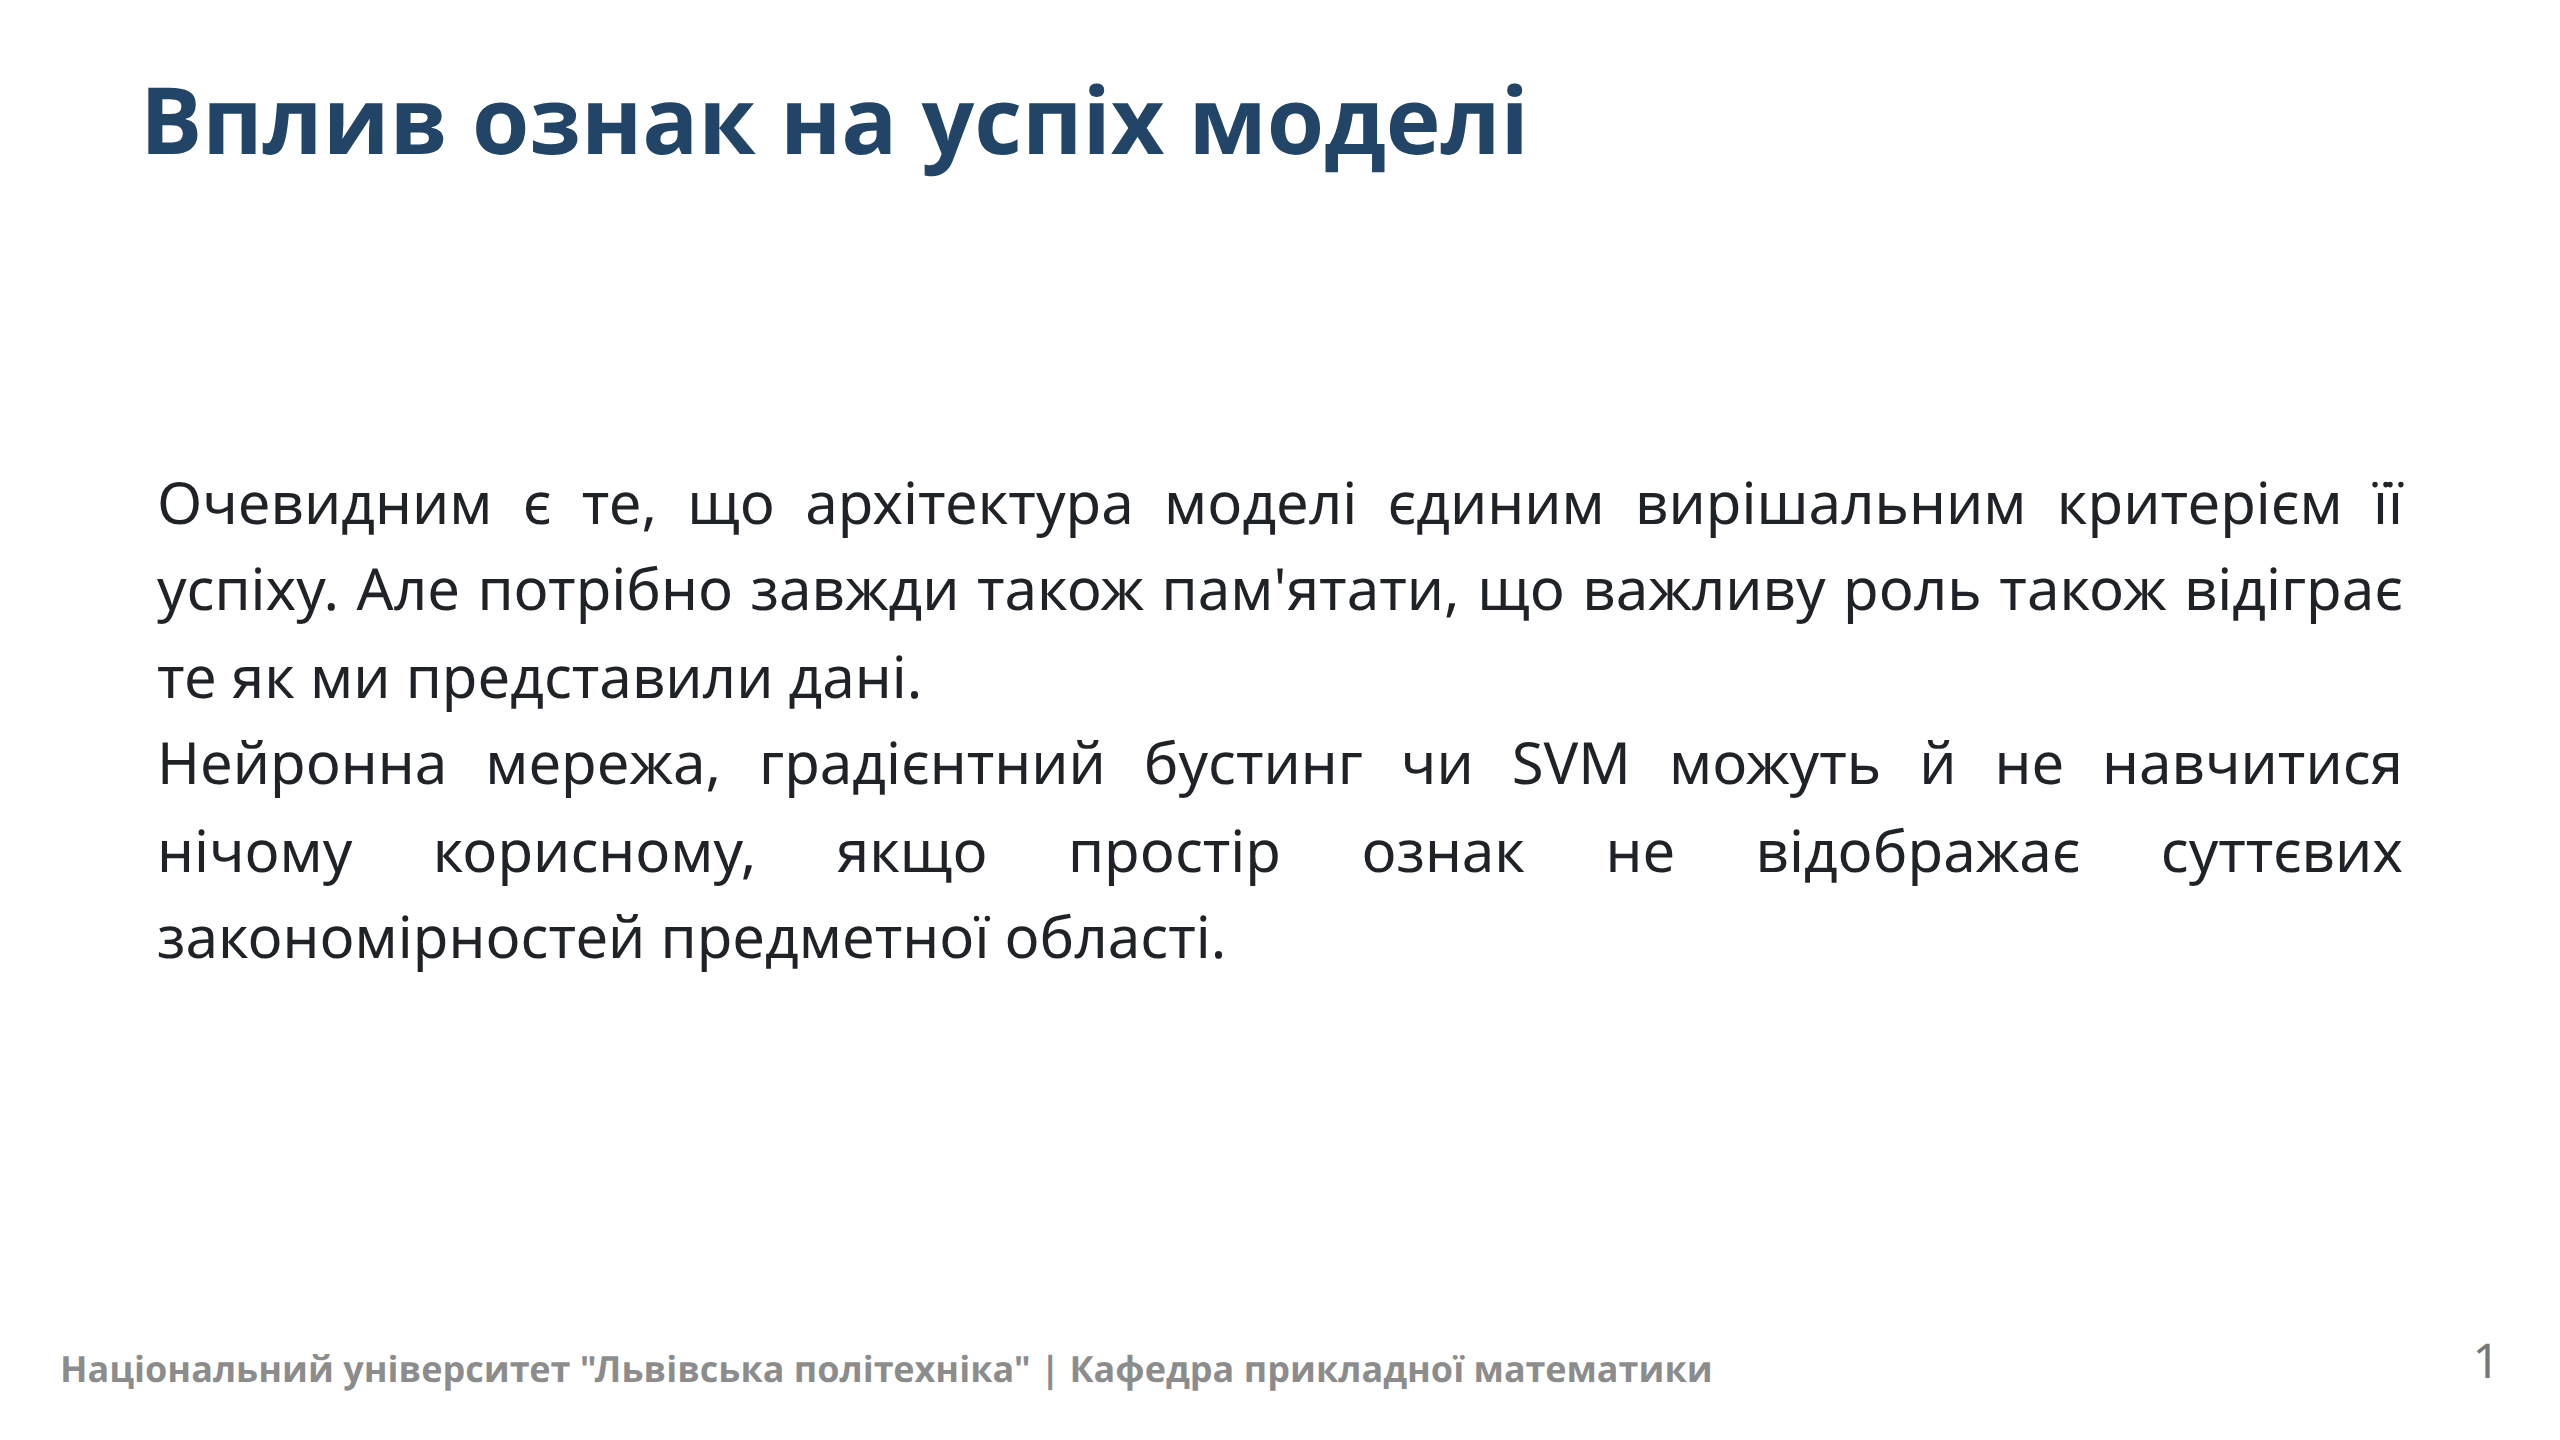 Вплив ознак на успіх моделі
Очевидним є те, що архітектура моделі єдиним вирішальним критерієм її
успіху. Але потрібно завжди також пам'ятати, що важливу роль також відіграє
те як ми представили дані.
Нейронна мережа, градієнтний бустинг чи SVM можуть й не навчитися
нічому корисному, якщо простір ознак не відображає суттєвих
закономірностей предметної області.
Національний університет "Львівська політехніка" | Кафедра прикладної математики
1